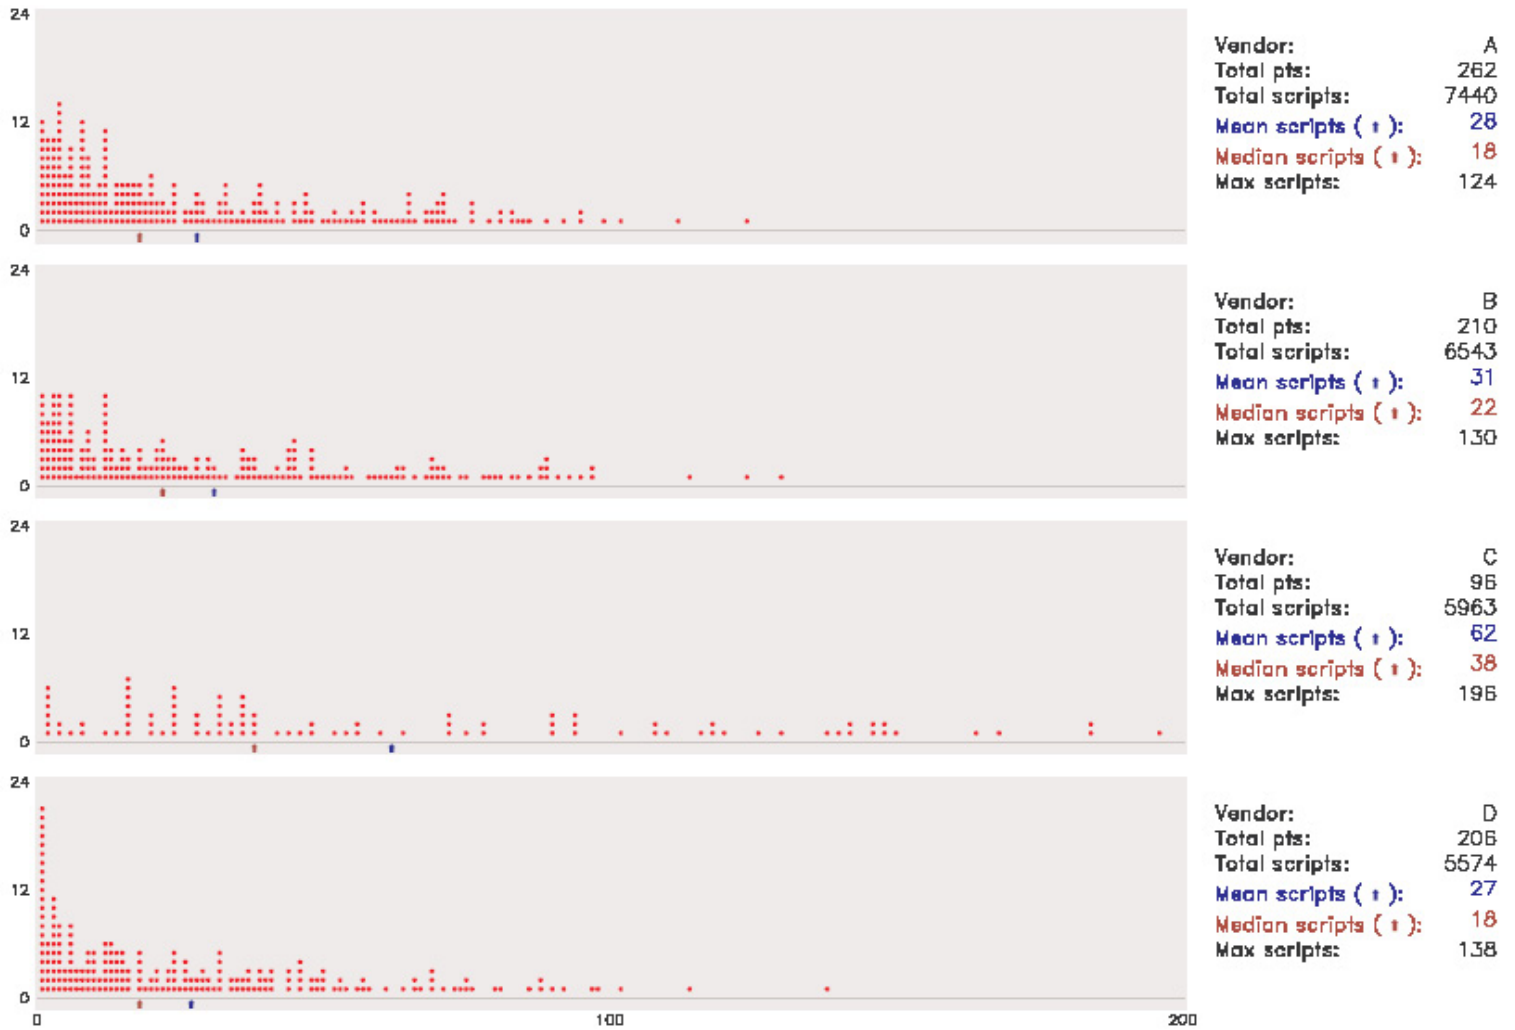 24
12
0
Vendor: A
Total pts: 262
Total scripts: 7440
Mean scripts ( ): 28
Median scripts ( ): 18
Max scripts: 124
24
12
0
Vendor: B
Total pts: 210
Total scripts: 6543
Mean scripts ( ): 31
Median scripts ( ): 22
Max scripts: 130
24
12
0
Vendor: C
Total pts: 96
Total scripts: 5963
Mean scripts ( ): 62
Median scripts ( ): 38
Max scripts: 196
24
12
0
Vendor: D
Total pts: 206
Total scripts: 5574
Mean scripts ( ): 27
Median scripts ( ): 18
Max scripts: 138
0 100 200